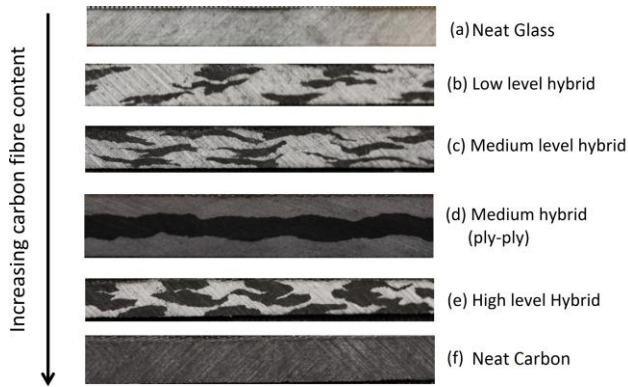 Increasing carbon fibre content
(a) Neat Glass
(b) Low level hybrid
(c) Medium level hybrid
(d) Medium hybrid
(ply-ply)
(e) High level Hybrid
(f) Neat Carbon